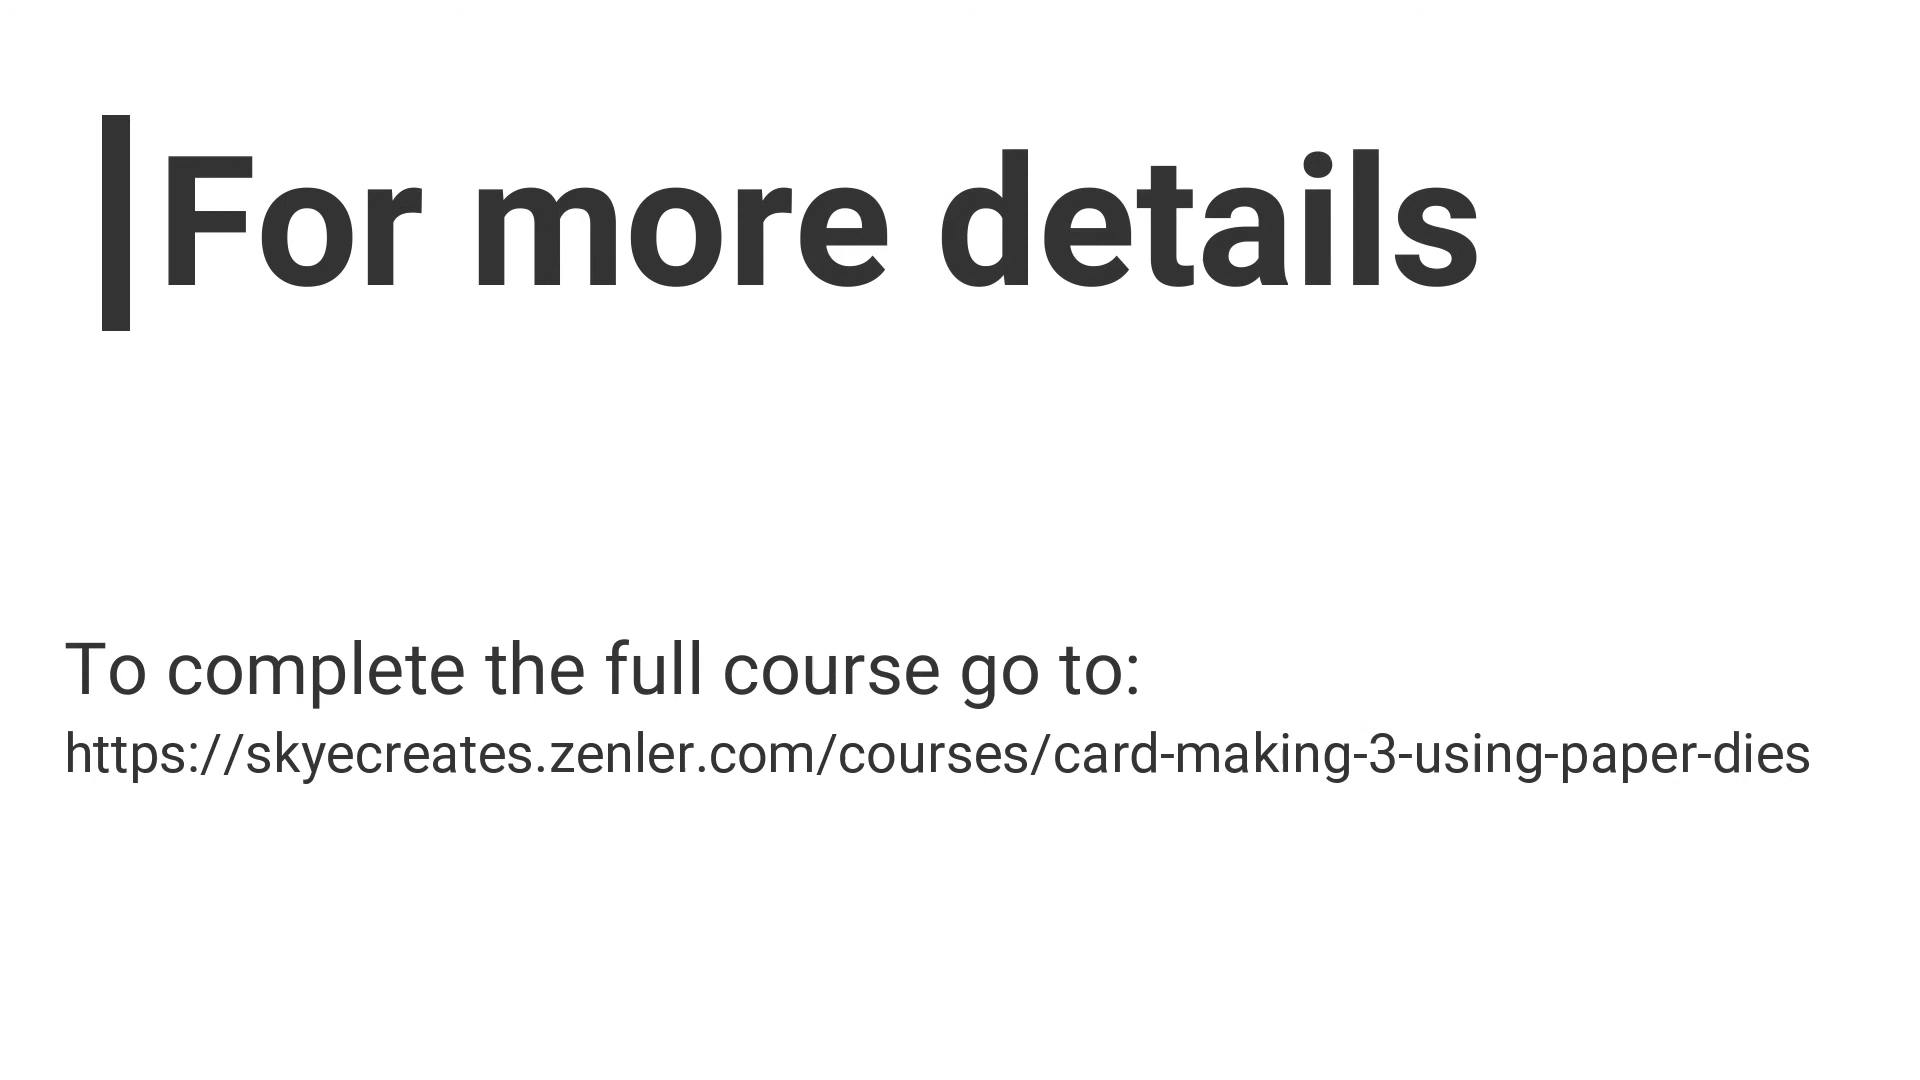 For more details
To complete the full course go to:
https://skyecreates.zenler.com/courses/card-making-3-using-paper-dies